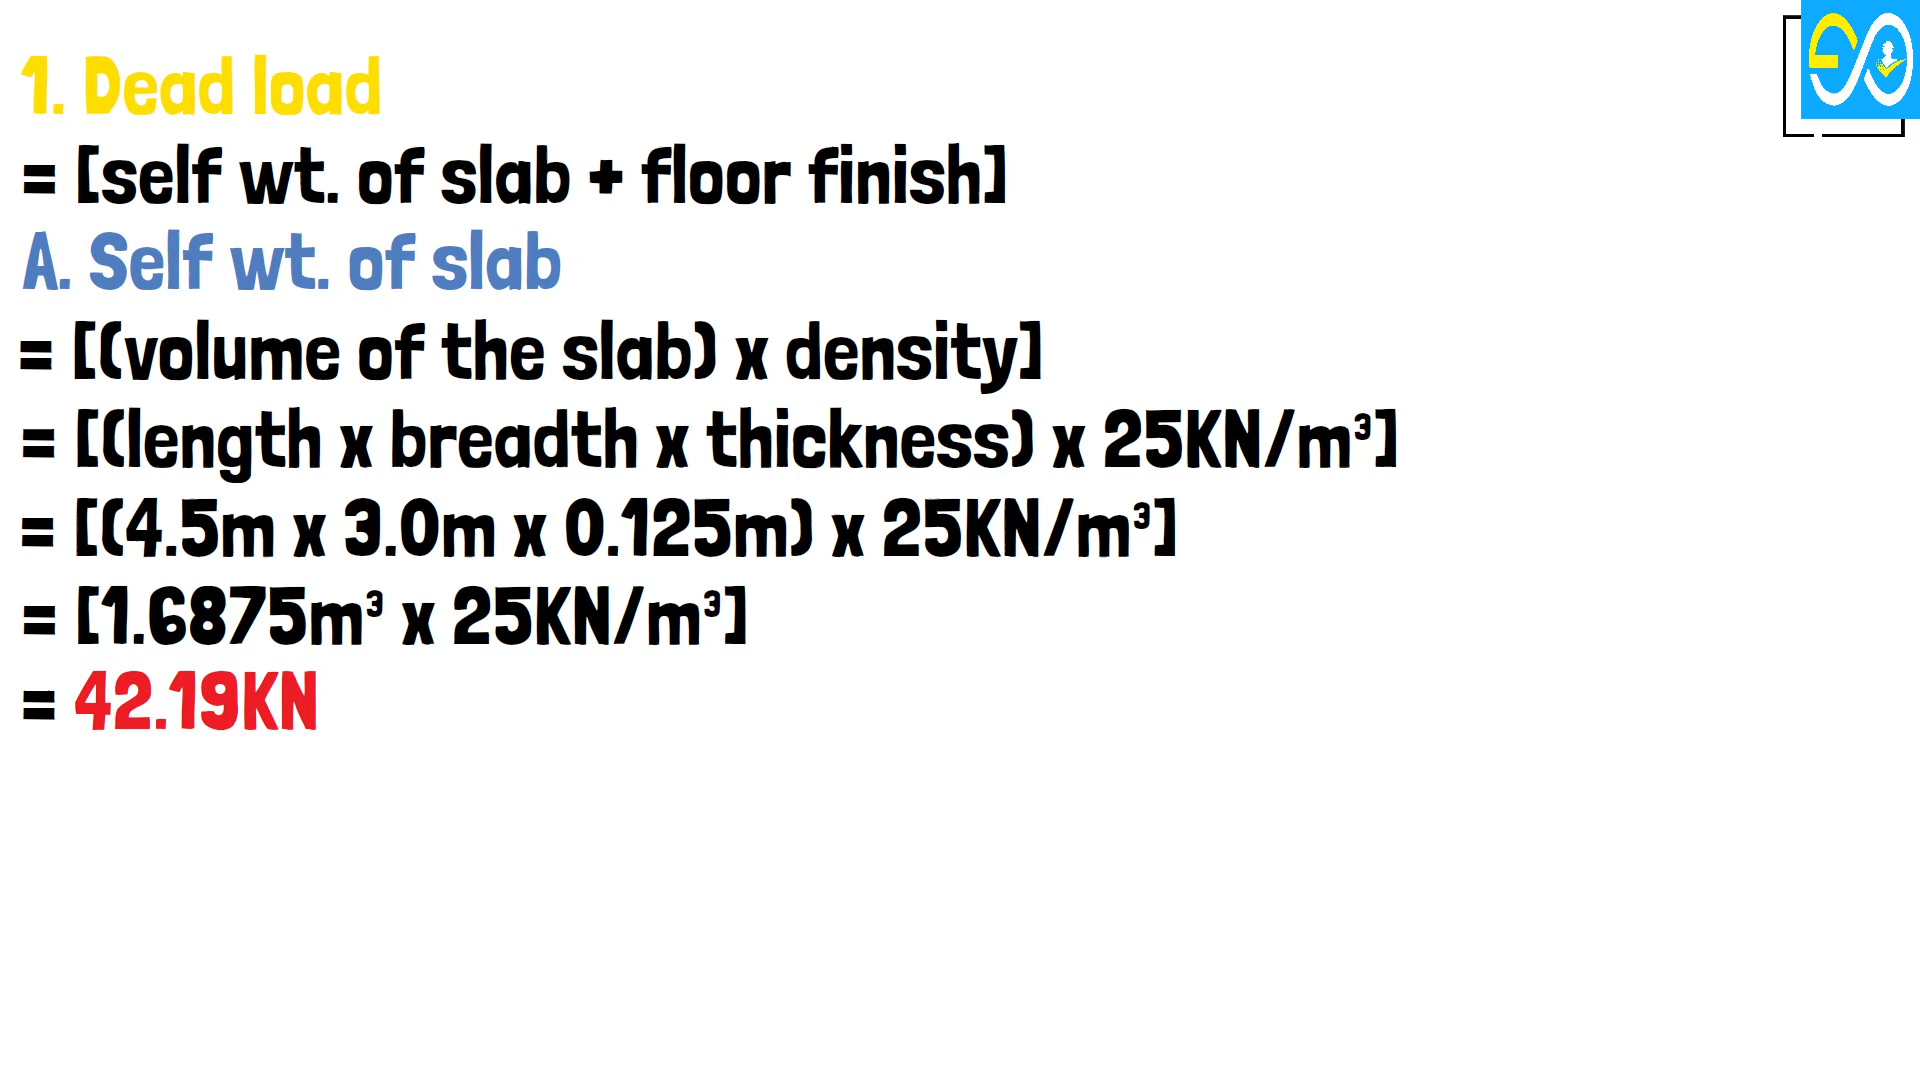 1. Dead load
= [self wt. of slab + floor finish]
A. Self wt. of slab
= [(volume of the slab) x density]
= [(length x breadth x thickness) x 25KN/m³]
= [(4.5m x 3.0m x 0.125m) x 25KN/m³]
= [1.6875m³ x 25KN/m³]
= 42.19KN